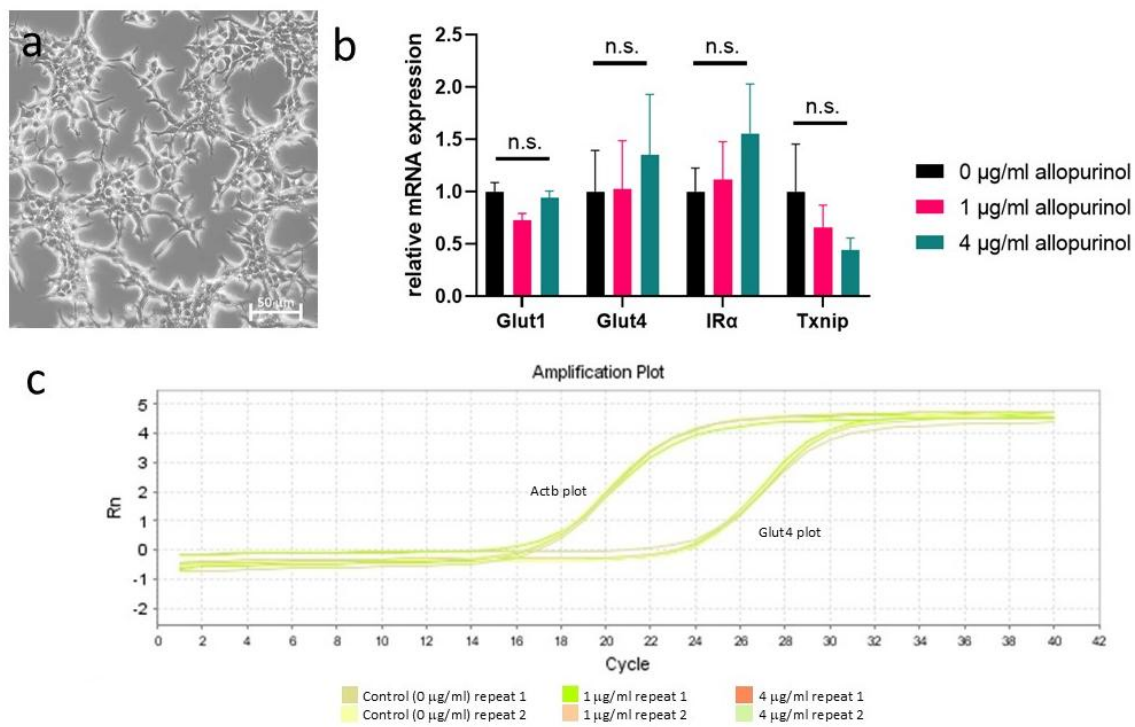 a
50 µm
b
2.5
2.0
1.5
1.0
0.5
0.0
relative mRNA expression
n.s.
n.s.
n.s.
n.s.
Glut1 Glut4 IRα Txnip
0 µg/ml allopurinol
1 µg/ml allopurinol
4 µg/ml allopurinol
c
Amplification Plot
5
4
3
2
1
0
-1
-2
Rn
Actb plot
Glut4 plot
0 2 4 6 8 10 12 14 16 18 20 22 24 26 28 30 32 34 36 38 40 42
Cycle
Control (0 µg/ml) repeat 1 1 µg/ml repeat 1 4 µg/ml repeat 1
Control (0 µg/ml) repeat 2 1 µg/ml repeat 2 4 µg/ml repeat 2